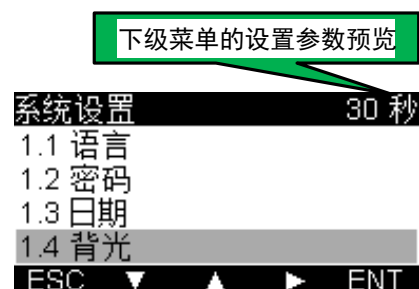 下级菜单的设置参数预览
系统设置 30 秒
1.1 语言
1.2 密码
1.3 日期
1.4 背光
ESC ▼ ▲ ► ENT